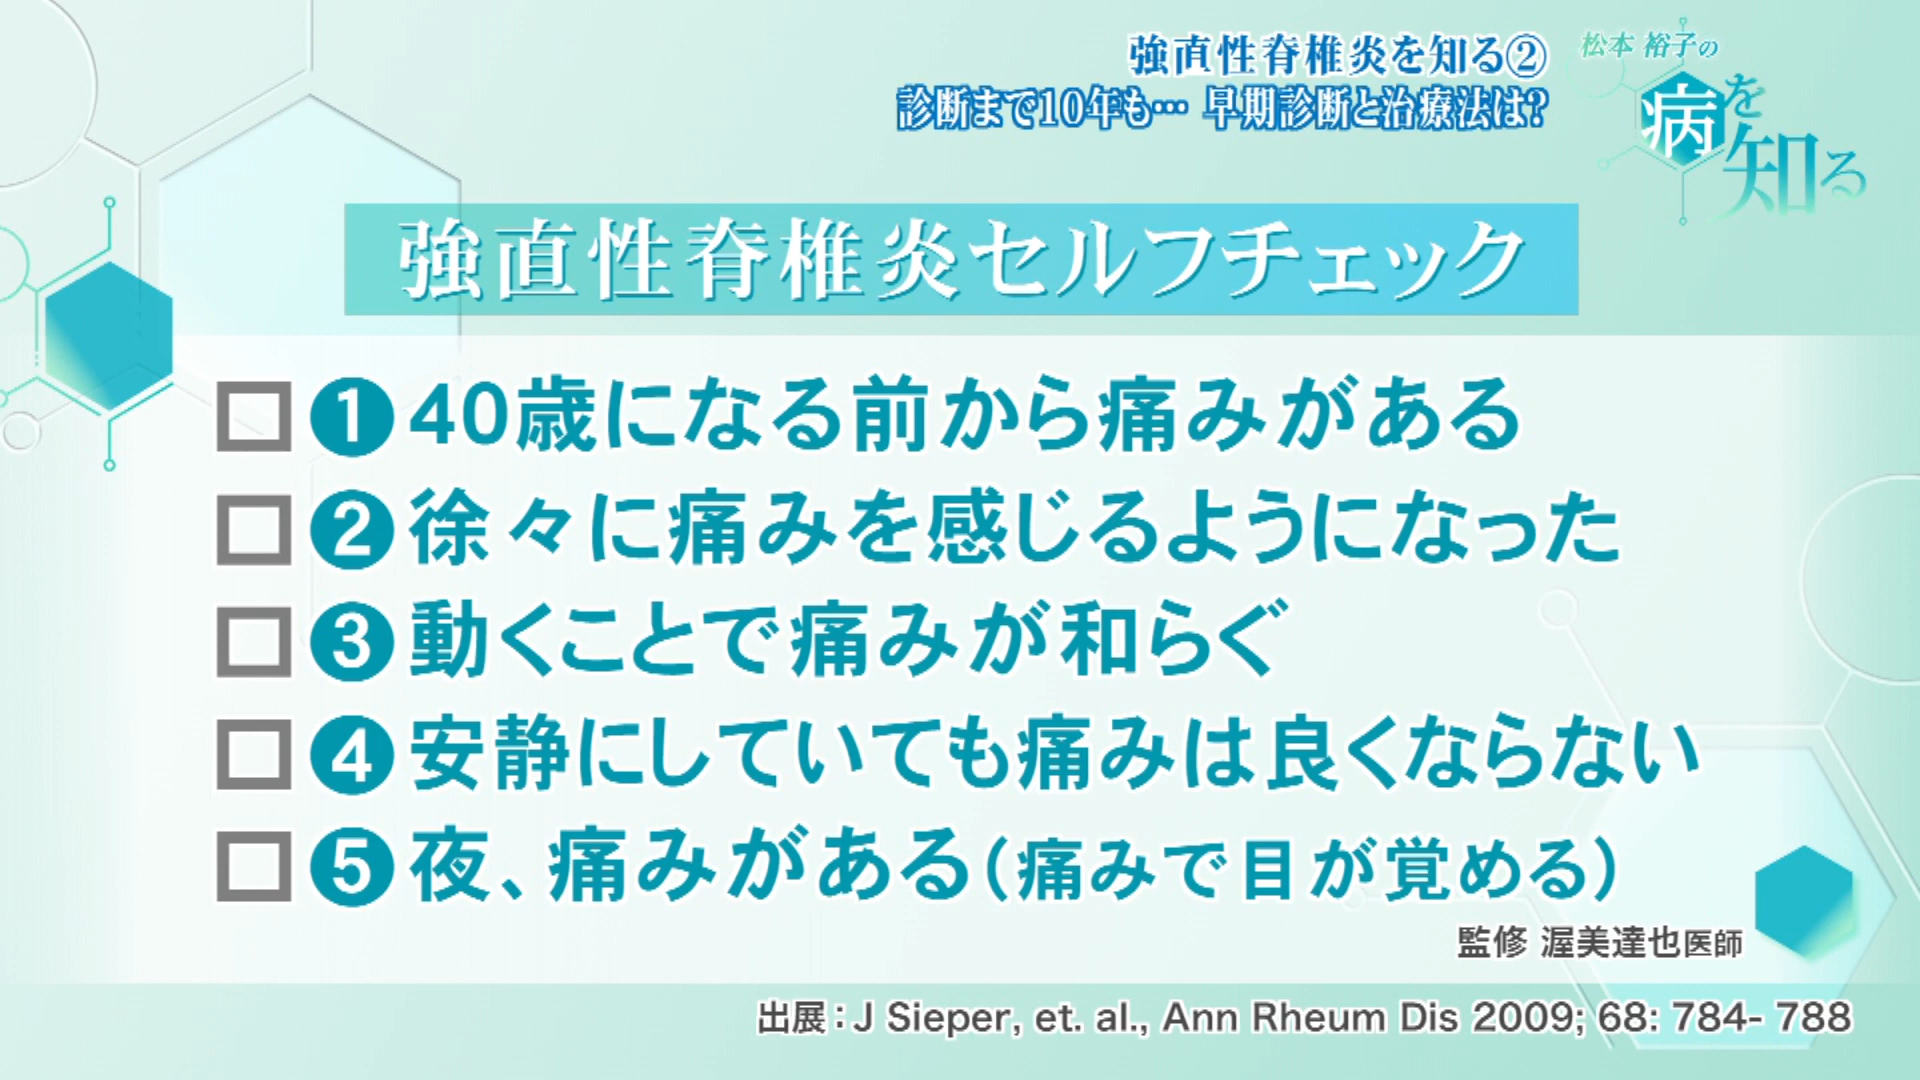 強直性脊椎炎を知る②
診断まで10年も… 早期診断と治療法は?
松本 裕子の
病を知る
強直性脊椎炎セルフチェック
□ ❶ 40歳になる前から痛みがある
□ ❷ 徐々に痛みを感じるようになった
□ ❸ 動くことで痛みが和らぐ
□ ❹ 安静にしていても痛みは良くならない
□ ❺ 夜、痛みがある(痛みで目が覚める)
監修 渥美達也医師
出展:J Sieper, et. al., Ann Rheum Dis 2009; 68: 784- 788